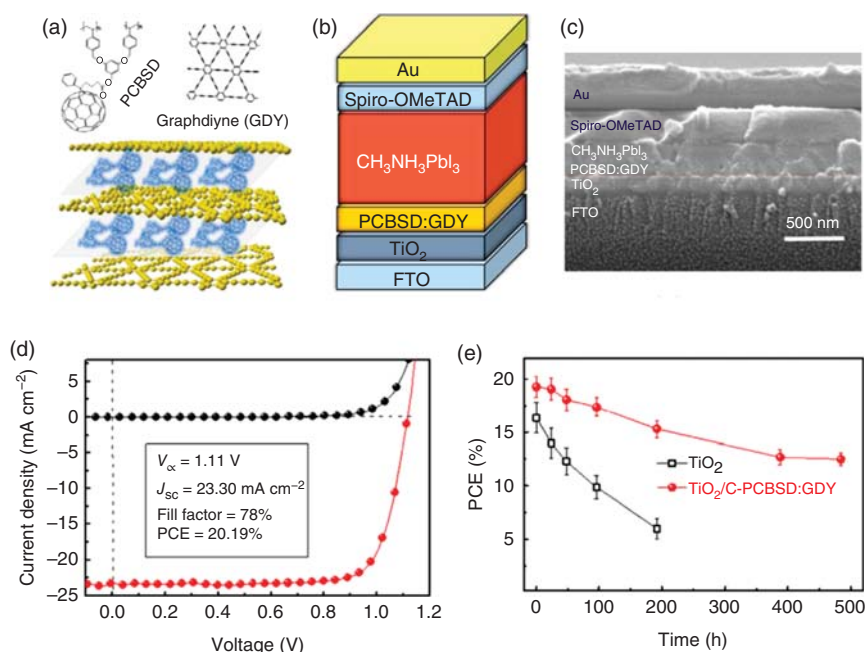 (a)
PCBSD
O
O
O
O
n
n
Graphdiyne (GDY)
(b)
Au
Spiro-OMeTAD
CH₃NH₃PbI₃
PCBSD:GDY
TiO₂
FTO
(c)
Au
Spiro-OMeTAD
CH₃NH₃PbI₃
PCBSD:GDY
TiO₂
FTO
500 nm
(d)
Current density (mA cm⁻²)
5
0
−5
−10
−15
−20
−25
V∝ = 1.11 V
Jsc = 23.30 mA cm⁻²
Fill factor = 78%
PCE = 20.19%
0.0 0.2 0.4 0.6 0.8 1.0 1.2
Voltage (V)
(e)
PCE (%)
20
15
10
5
TiO₂
TiO₂/C-PCBSD:GDY
0 100 200 300 400 500
Time (h)